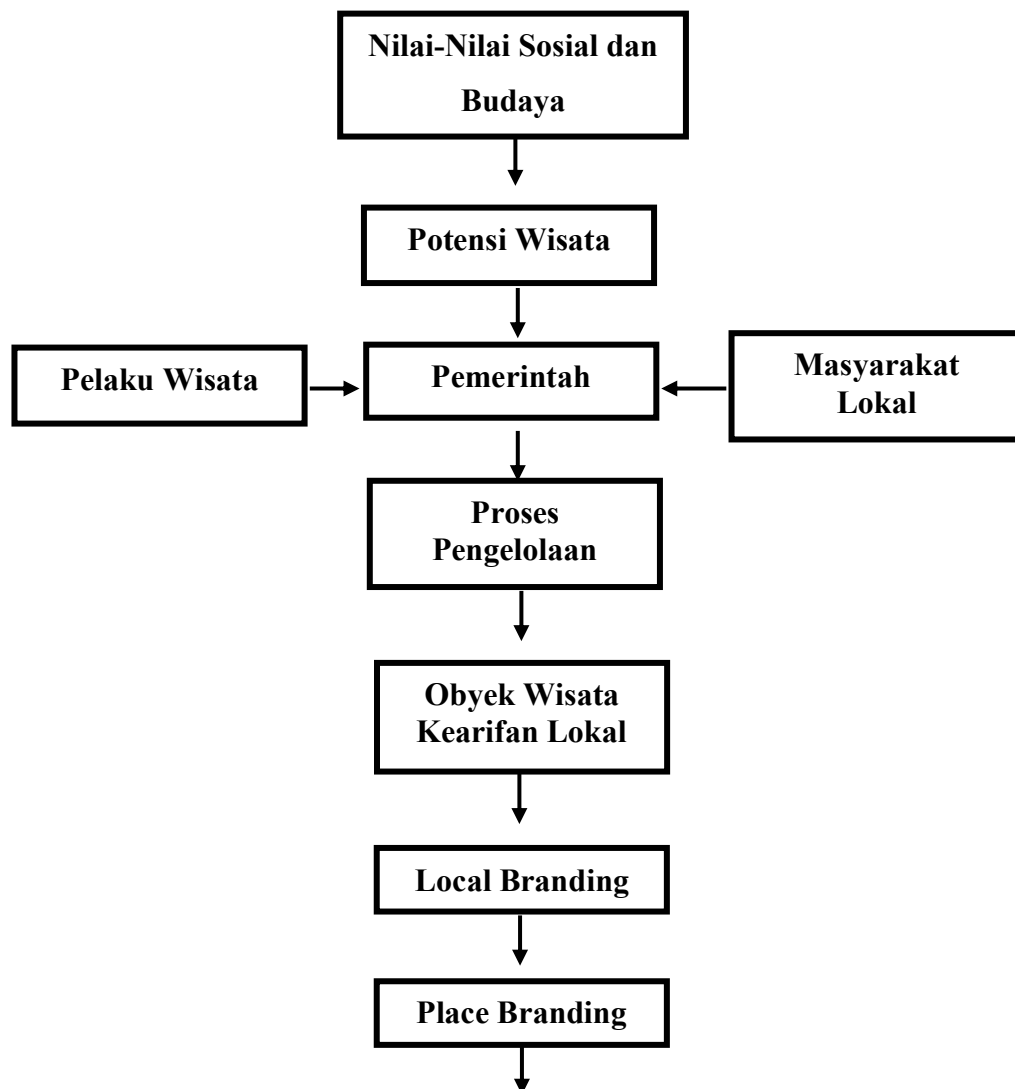 Nilai-Nilai Sosial dan
Budaya
Potensi Wisata
Pelaku Wisata
Pemerintah
Masyarakat
Lokal
Proses
Pengelolaan
Obyek Wisata
Kearifan Lokal
Local Branding
Place Branding